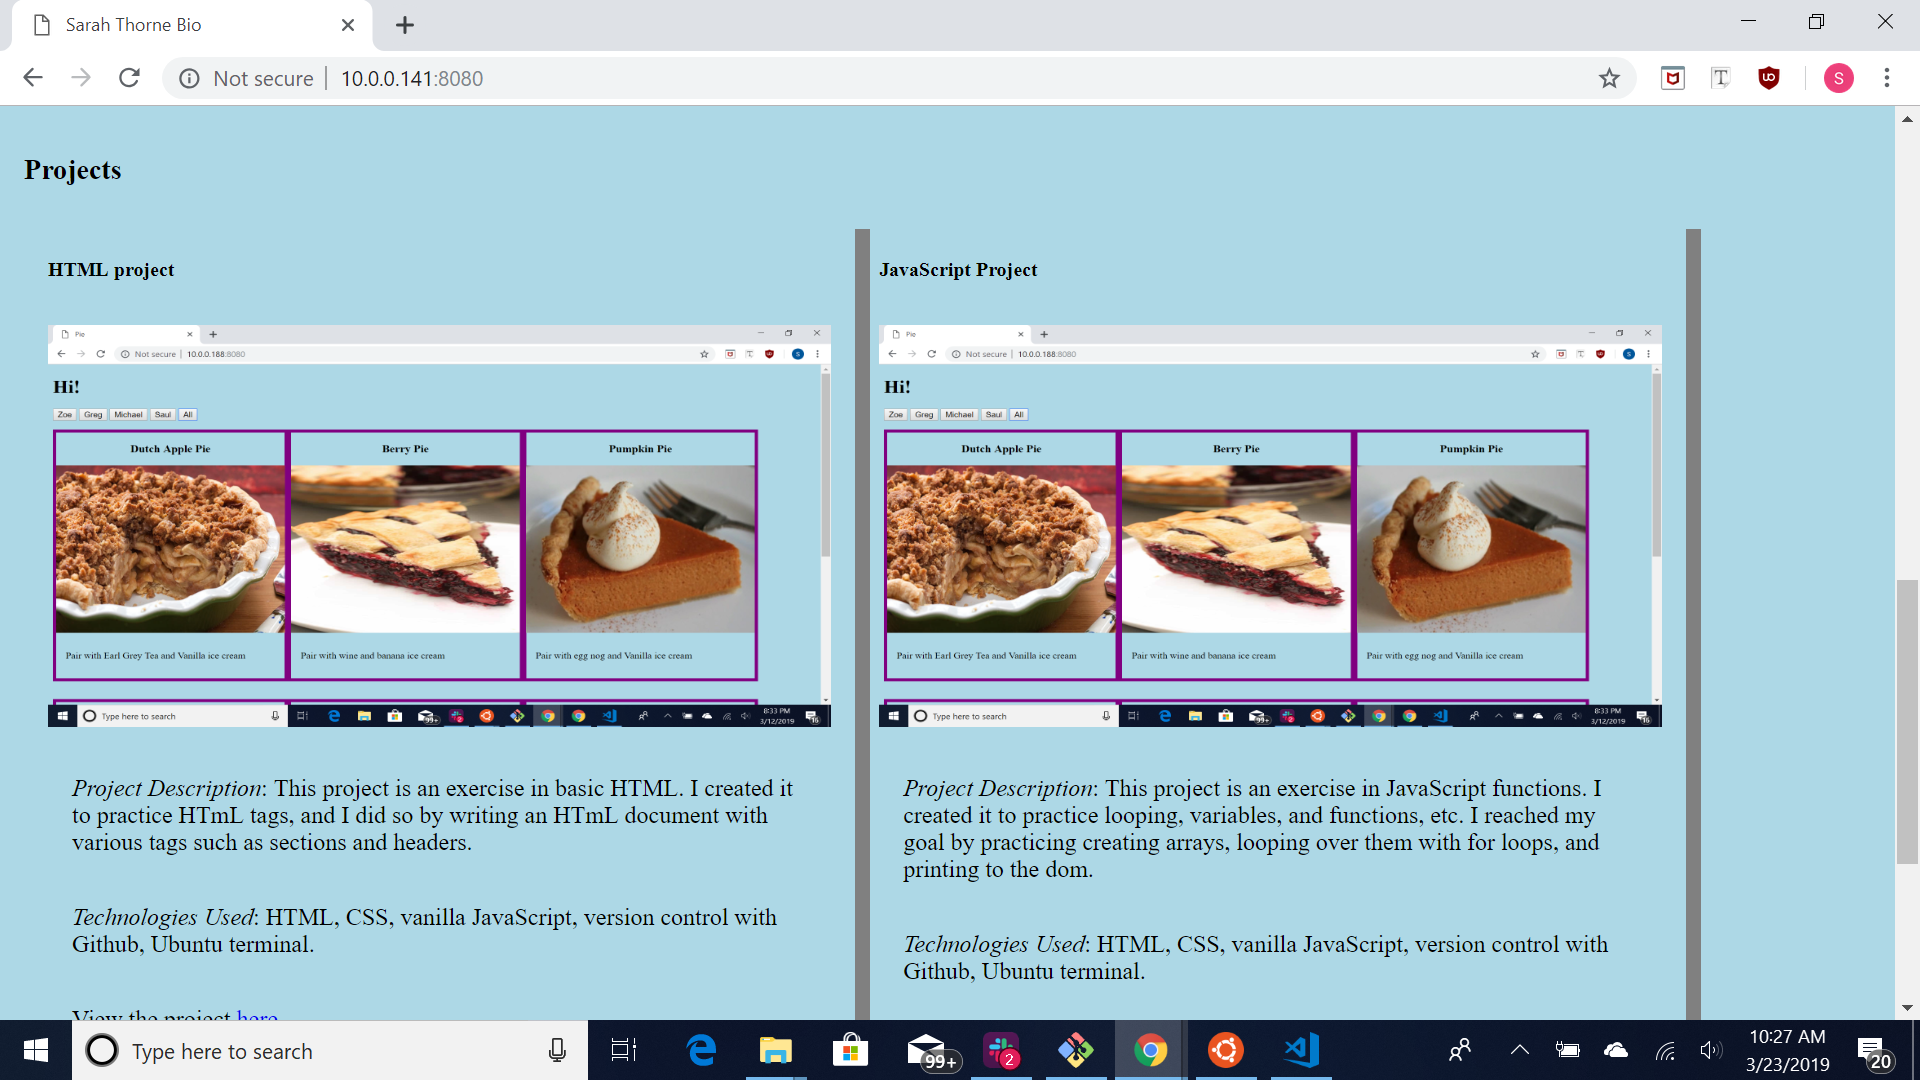 Sarah Thorne Bio
Not secure | 10.0.0.141:8080
S
Projects
HTML project
Pie
Not secure | 10.0.0.188:8080
S
Hi!
Zoe Greg Michael Saul All
Dutch Apple Pie Berry Pie Pumpkin Pie
Pair with Earl Grey Tea and Vanilla ice cream Pair with wine and banana ice cream Pair with egg nog and Vanilla ice cream
Type here to search
99+
2
8:33 PM
3/12/2019
16
Project Description: This project is an exercise in basic HTML. I created it
to practice HTmL tags, and I did so by writing an HTmL document with
various tags such as sections and headers.
Technologies Used: HTML, CSS, vanilla JavaScript, version control with
Github, Ubuntu terminal.
View the project here
JavaScript Project
Pie
Not secure | 10.0.0.188:8080
S
Hi!
Zoe Greg Michael Saul All
Dutch Apple Pie Berry Pie Pumpkin Pie
Pair with Earl Grey Tea and Vanilla ice cream Pair with wine and banana ice cream Pair with egg nog and Vanilla ice cream
Type here to search
99+
2
8:33 PM
3/12/2019
16
Project Description: This project is an exercise in JavaScript functions. I
created it to practice looping, variables, and functions, etc. I reached my
goal by practicing creating arrays, looping over them with for loops, and
printing to the dom.
Technologies Used: HTML, CSS, vanilla JavaScript, version control with
Github, Ubuntu terminal.
Type here to search
99+
2
10:27 AM
3/23/2019
20